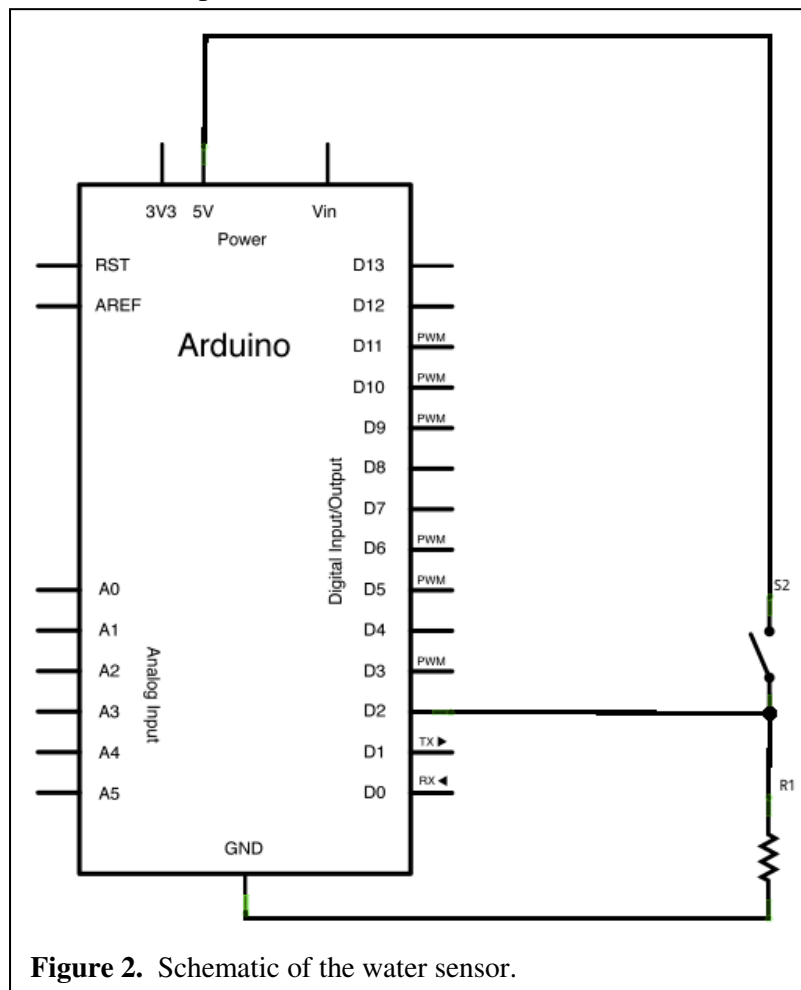 3V3 5V Vin
Power
RST D13
AREF D12
Arduino D11 PWM
D10 PWM
D9 PWM
D8
Digital Input/Output
D7
D6 PWM
A0 D5 PWM
S2
A1 D4
A2 D3 PWM
Analog Input
A3 D2
A4 D1 TX ▶
A5 D0 RX ◀
R1
GND
Figure 2. Schematic of the water sensor.